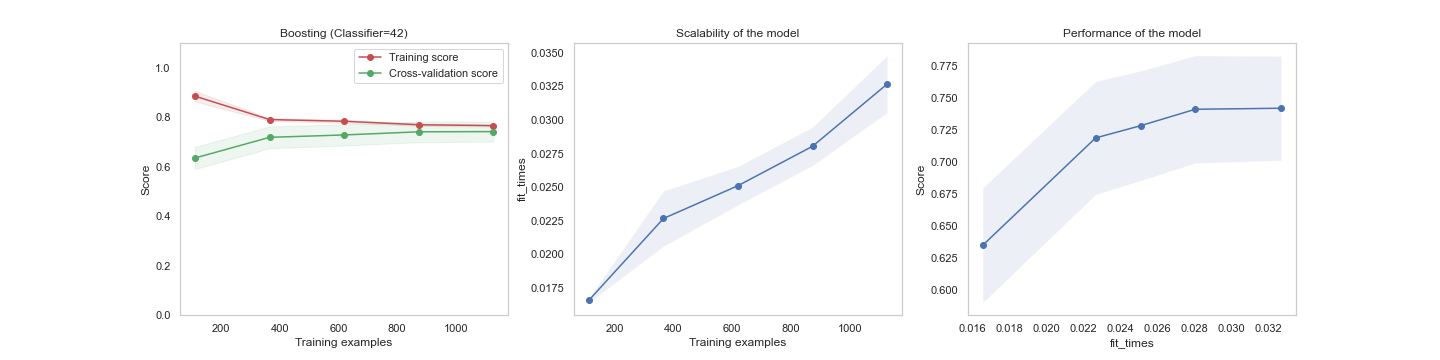 Boosting (Classifier=42)
1.0
0.8
0.6
0.4
0.2
0.0
Score
Training score
Cross-validation score
200 400 600 800 1000
Training examples
Scalability of the model
0.0350
0.0325
0.0300
0.0275
0.0250
0.0225
0.0200
0.0175
fit_times
200 400 600 800 1000
Training examples
Performance of the model
0.775
0.750
0.725
0.700
0.675
0.650
0.625
0.600
Score
0.016 0.018 0.020 0.022 0.024 0.026 0.028 0.030 0.032
fit_times